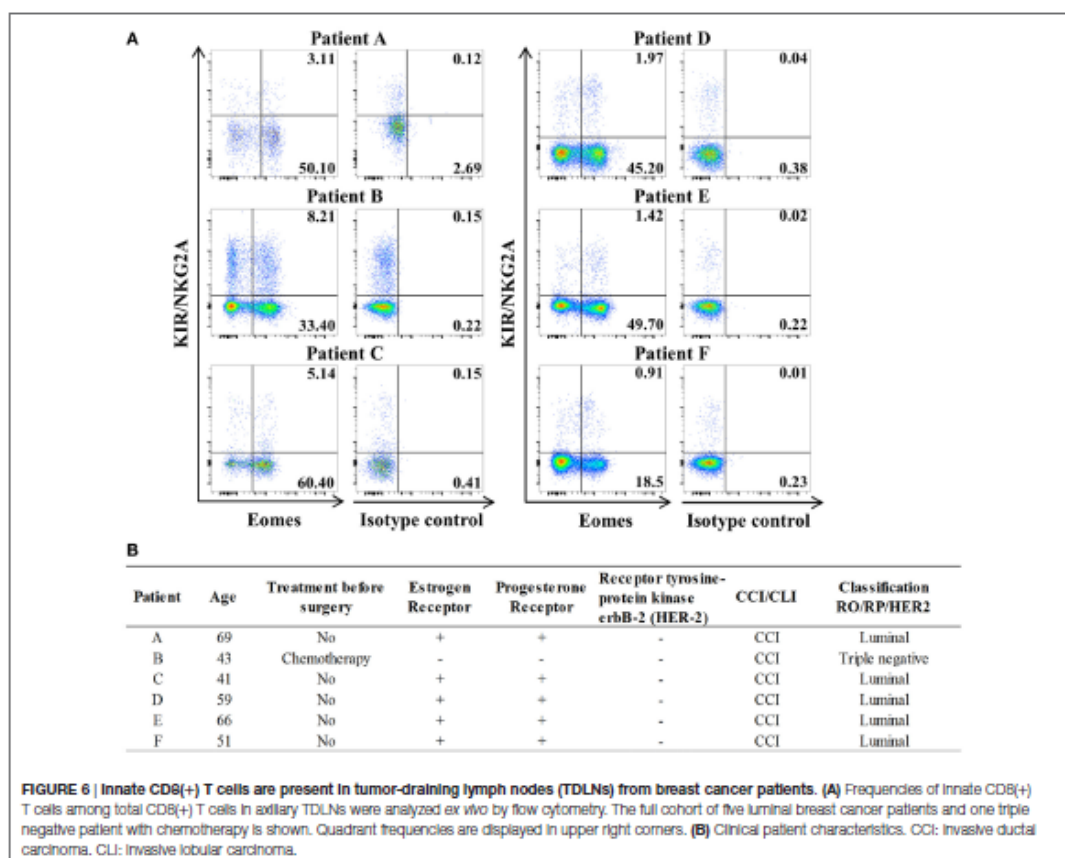 A
Patient A
3.11
0.12
50.10
2.69
Patient B
8.21
0.15
33.40
0.22
Patient C
5.14
0.15
60.40
0.41
KIR/NKG2A
Eomes
Isotype control
Patient D
1.97
0.04
45.20
0.38
Patient E
1.42
0.02
49.70
0.22
Patient F
0.91
0.01
18.5
0.23
KIR/NKG2A
Eomes
Isotype control
B
Patient Age Treatment before surgery Estrogen Receptor Progesterone Receptor Receptor tyrosine-protein kinase erbB-2 (HER-2) CCI/CLI Classification RO/RP/HER2
A 69 No + + - CCI Luminal
B 43 Chemotherapy - - - CCI Triple negative
C 41 No + + - CCI Luminal
D 59 No + + - CCI Luminal
E 66 No + + - CCI Luminal
F 51 No + + - CCI Luminal
FIGURE 6 | Innate CD8(+) T cells are present in tumor-draining lymph nodes (TDLNs) from breast cancer patients. (A) Frequencies of innate CD8(+)
T cells among total CD8(+) T cells in axillary TDLNs were analyzed ex vivo by flow cytometry. The full cohort of five luminal breast cancer patients and one triple
negative patient with chemotherapy is shown. Quadrant frequencies are displayed in upper right corners. (B) Clinical patient characteristics. CCI: Invasive ductal
carcinoma. CLI: Invasive lobular carcinoma.